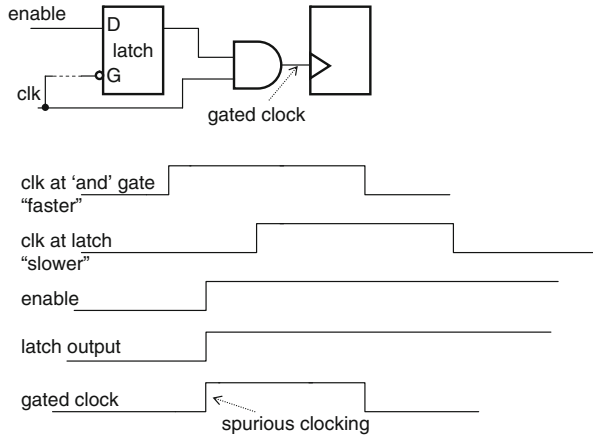 enable
D
latch
G
clk
gated clock
clk at ‘and’ gate
“faster”
clk at latch
“slower”
enable
latch output
gated clock
spurious clocking